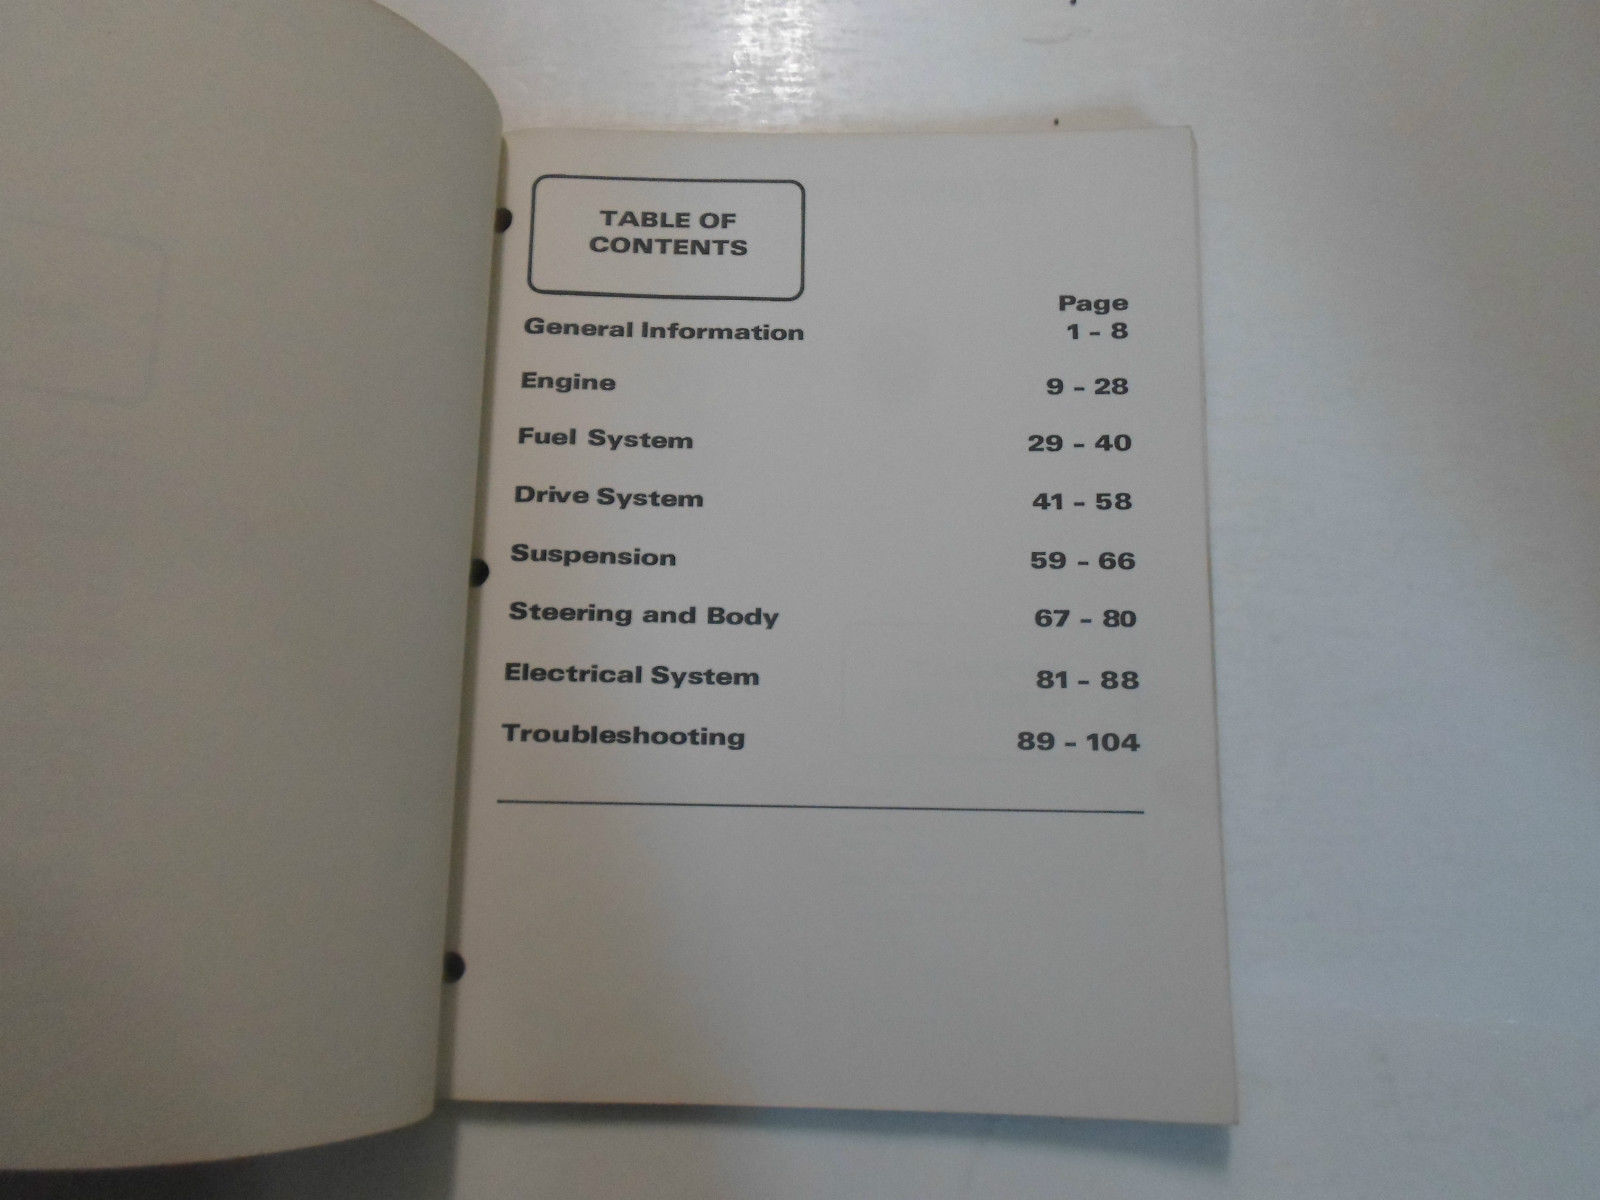 TABLE OF
CONTENTS
Page
General Information 1 - 8
Engine 9 - 28
Fuel System 29 - 40
Drive System 41 - 58
Suspension 59 - 66
Steering and Body 67 - 80
Electrical System 81 - 88
Troubleshooting 89 - 104